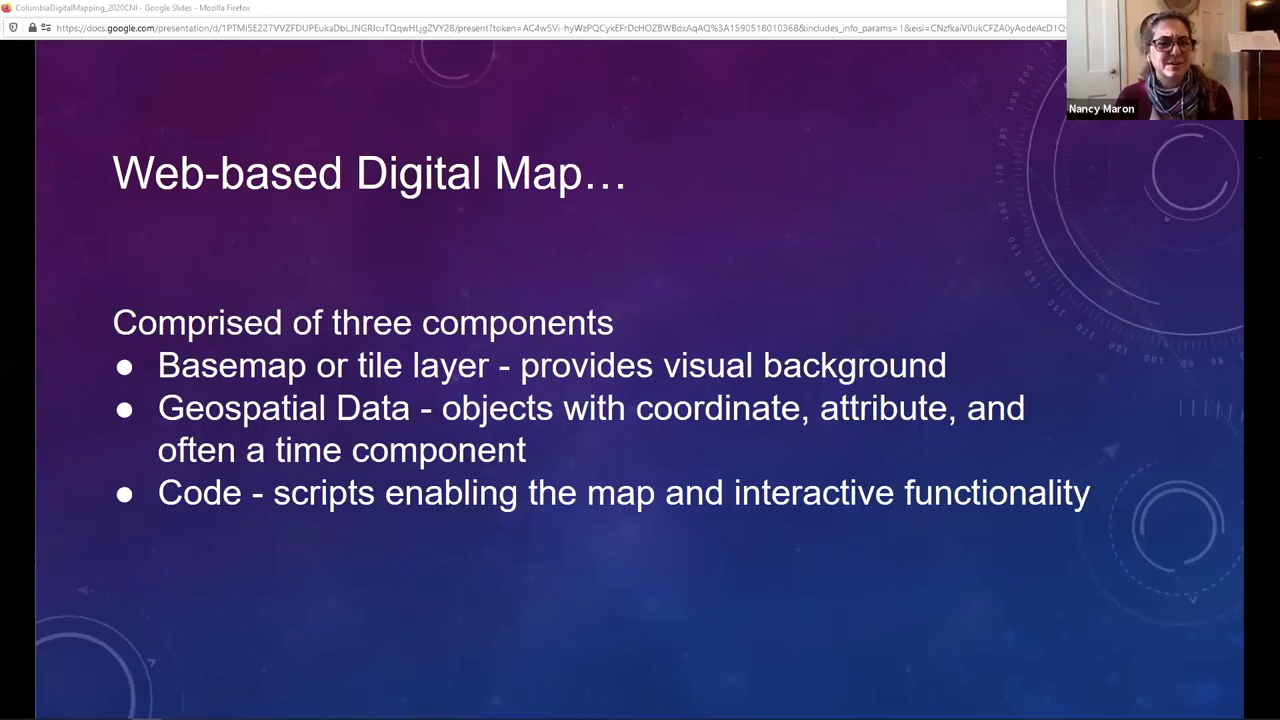 ColumbiaDigitalMapping_2020CNI - Google Slides - Mozilla Firefox
Nancy Maron
Web-based Digital Map…
Comprised of three components
● Basemap or tile layer - provides visual background
● Geospatial Data - objects with coordinate, attribute, and
often a time component
● Code - scripts enabling the map and interactive functionality